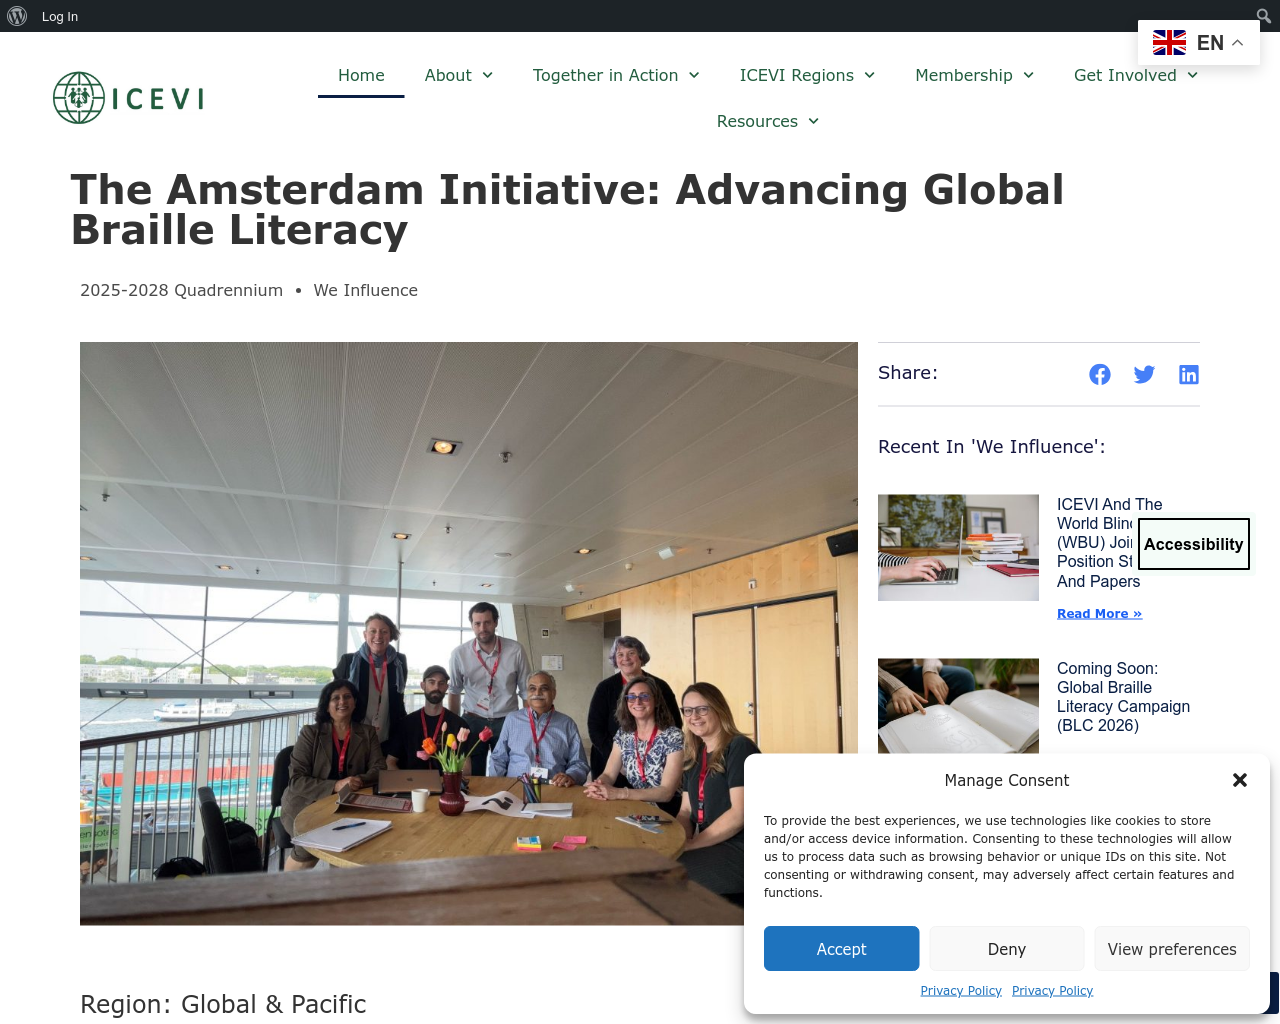 Log In
EN
ICEVI
Home
About
Together in Action
ICEVI Regions
Membership
Get Involved
Resources
The Amsterdam Initiative: Advancing Global
Braille Literacy
2025-2028 Quadrennium • We Influence
Share:
Recent In 'We Influence':
ICEVI And The
World Blin
(WBU) Joi
Position St
And Papers
Read More »
Accessibility
Coming Soon:
Global Braille
Literacy Campaign
(BLC 2026)
Manage Consent
To provide the best experiences, we use technologies like cookies to store
and/or access device information. Consenting to these technologies will allow
us to process data such as browsing behavior or unique IDs on this site. Not
consenting or withdrawing consent, may adversely affect certain features and
functions.
Accept
Deny
View preferences
Privacy Policy
Privacy Policy
Region: Global & Pacific